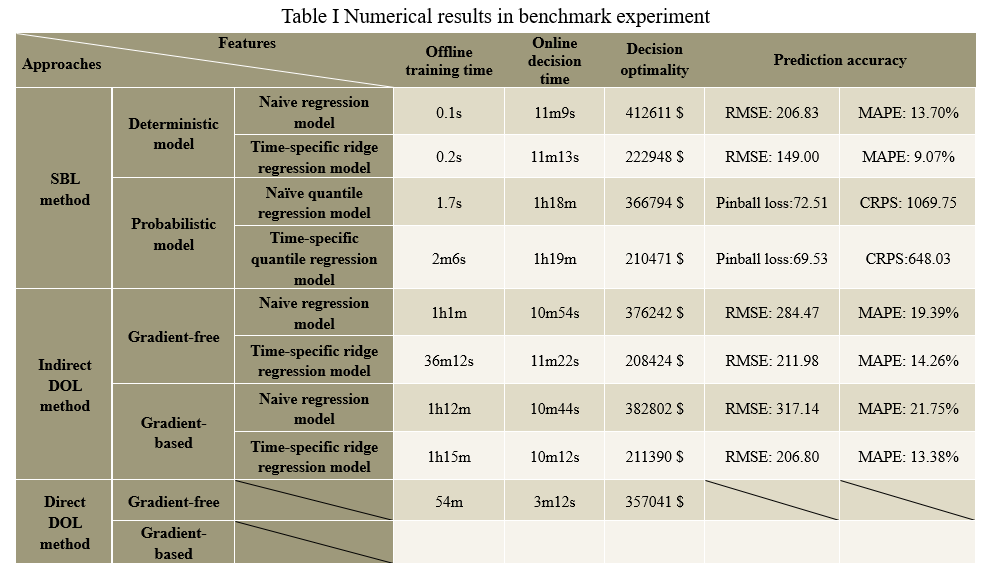 Table I Numerical results in benchmark experiment
Features
Approaches
Offline
training time
Online
decision
time
Decision
optimality
Prediction accuracy
SBL
method
Deterministic
model
Naive regression
model
0.1s
11m9s
412611 $
RMSE: 206.83
MAPE: 13.70%
Time-specific ridge
regression model
0.2s
11m13s
222948 $
RMSE: 149.00
MAPE: 9.07%
Probabilistic
model
Naïve quantile
regression model
1.7s
1h18m
366794 $
Pinball loss:72.51
CRPS: 1069.75
Time-specific
quantile regression
model
2m6s
1h19m
210471 $
Pinball loss:69.53
CRPS:648.03
Indirect
DOL
method
Gradient-free
Naive regression
model
1h1m
10m54s
376242 $
RMSE: 284.47
MAPE: 19.39%
Time-specific ridge
regression model
36m12s
11m22s
208424 $
RMSE: 211.98
MAPE: 14.26%
Gradient-
based
Naive regression
model
1h12m
10m44s
382802 $
RMSE: 317.14
MAPE: 21.75%
Time-specific ridge
regression model
1h15m
10m12s
211390 $
RMSE: 206.80
MAPE: 13.38%
Direct
DOL
method
Gradient-free
54m
3m12s
357041 $
Gradient-
based